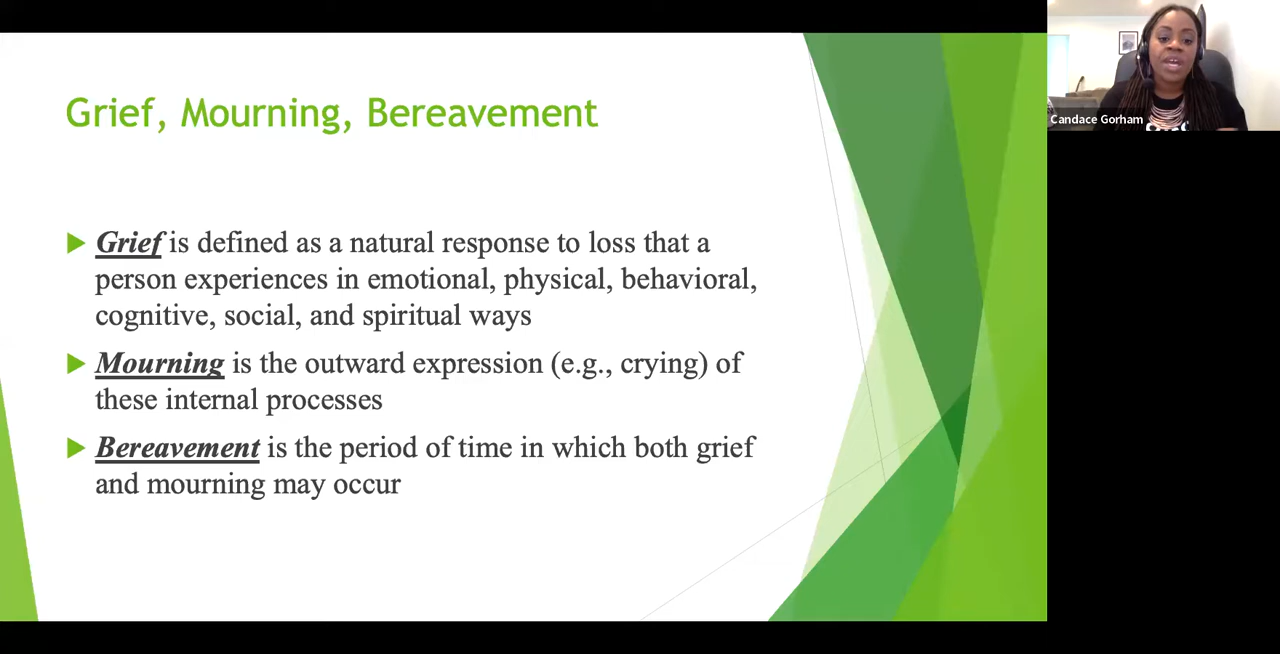 Grief, Mourning, Bereavement
Grief is defined as a natural response to loss that a
person experiences in emotional, physical, behavioral,
cognitive, social, and spiritual ways
Mourning is the outward expression (e.g., crying) of
these internal processes
Bereavement is the period of time in which both grief
and mourning may occur
Candace Gorham